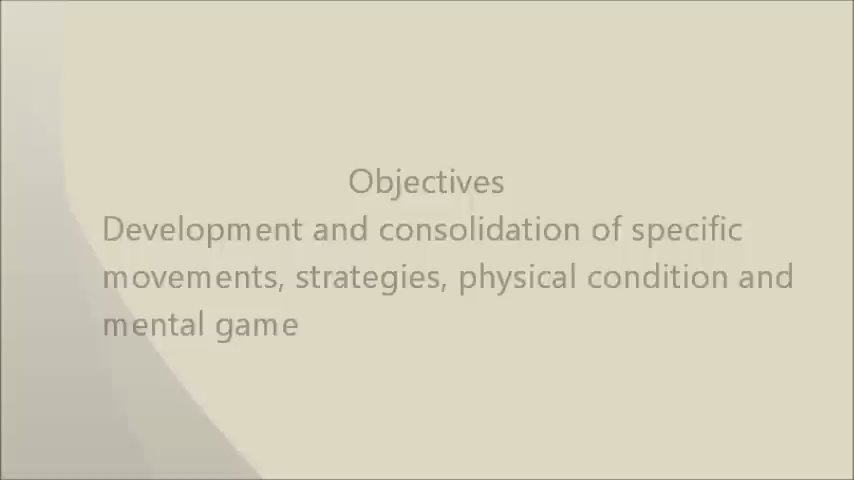 Objectives
Development and consolidation of specific
movements, strategies, physical condition and
mental game